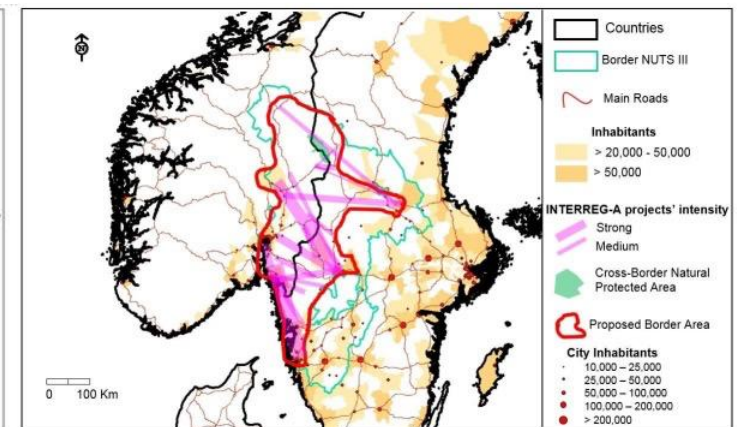 N
0 100 Km
Countries
Border NUTS III
Main Roads
Inhabitants
> 20,000 - 50,000
> 50,000
INTERREG-A projects' intensity
Strong
Medium
Cross-Border Natural
Protected Area
Proposed Border Area
City Inhabitants
10,000 – 25,000
25,000 – 50,000
50,000 – 100,000
100,000 – 200,000
> 200,000